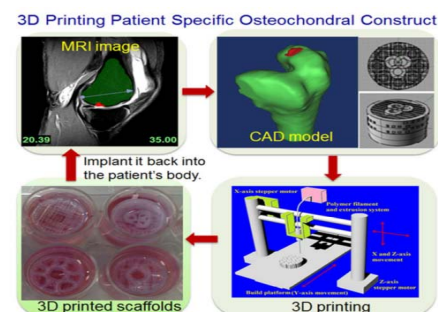 3D Printing Patient Specific Osteochondral Construct
MRI image
20.39
35.00
CAD model
Implant it back into
the patient's body.
X-axis stepper motor
Polymer filament
and extrusion system
X and Z-axis
movement
Z-axis
stepper motor
Build platform(Y-axis movement)
3D printed scaffolds
3D printing